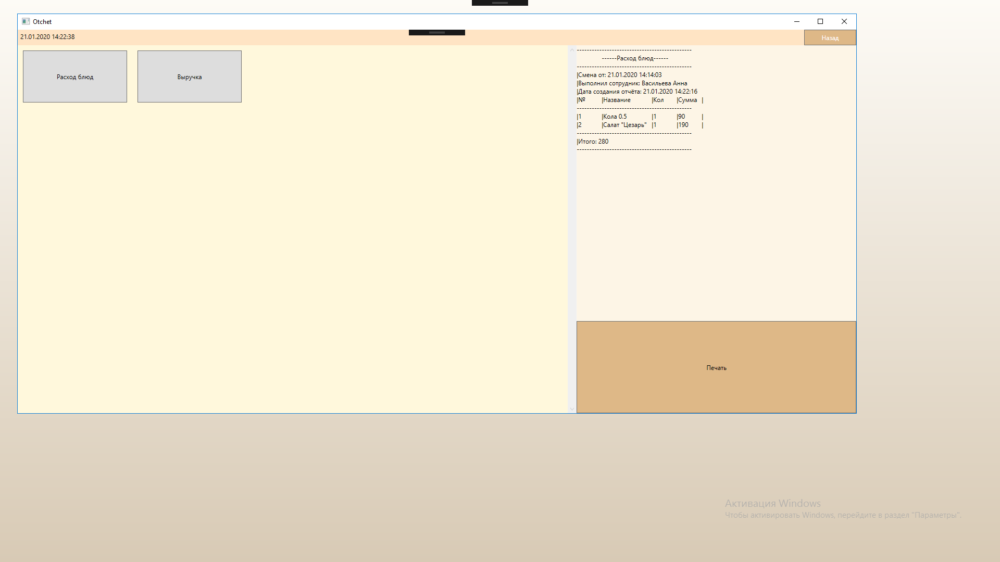 Otchet
21.01.2020 14:22:38
Назад
Расход блюд
Выручка
----------------------------------------------
------Расход блюд------
----------------------------------------------
|Смена от: 21.01.2020 14:14:03
|Выполнил сотрудник: Васильева Анна
|Дата создания отчёта: 21.01.2020 14:22:16
|№ |Название |Кол |Сумма |
----------------------------------------------
|1 |Кола 0.5 |1 |90 |
|2 |Салат "Цезарь" |1 |190 |
----------------------------------------------
|Итого: 280
----------------------------------------------
Печать
Активация Windows
Чтобы активировать Windows, перейдите в раздел "Параметры".